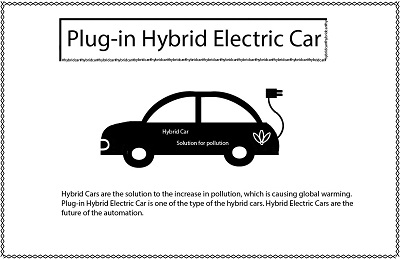 Plug-in Hybrid Electric Car
Hybrid Car
Solution for pollution
Hybrid Cars are the solution to the increase in pollution, which is causing global warming.
Plug-in Hybrid Electric Car is one of the type of the hybrid cars. Hybrid Electric Cars are the
future of the automation.